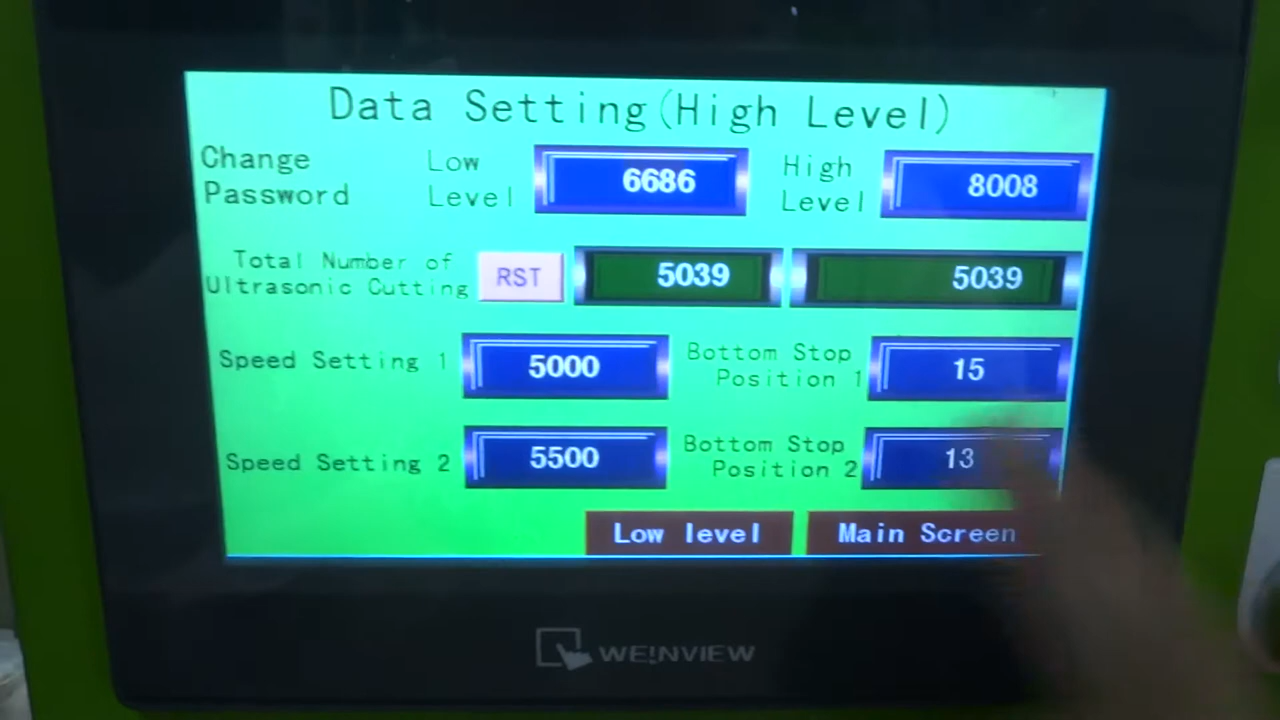 Data Setting(High Level)
Change Password
Low Level
6686
High Level
8008
Total Number of
Ultrasonic Cutting
RST
5039
5039
Speed Setting 1
5000
Bottom Stop
Position 1
15
Speed Setting 2
5500
Bottom Stop
Position 2
13
Low level
Main Screen
WE!NVIEW